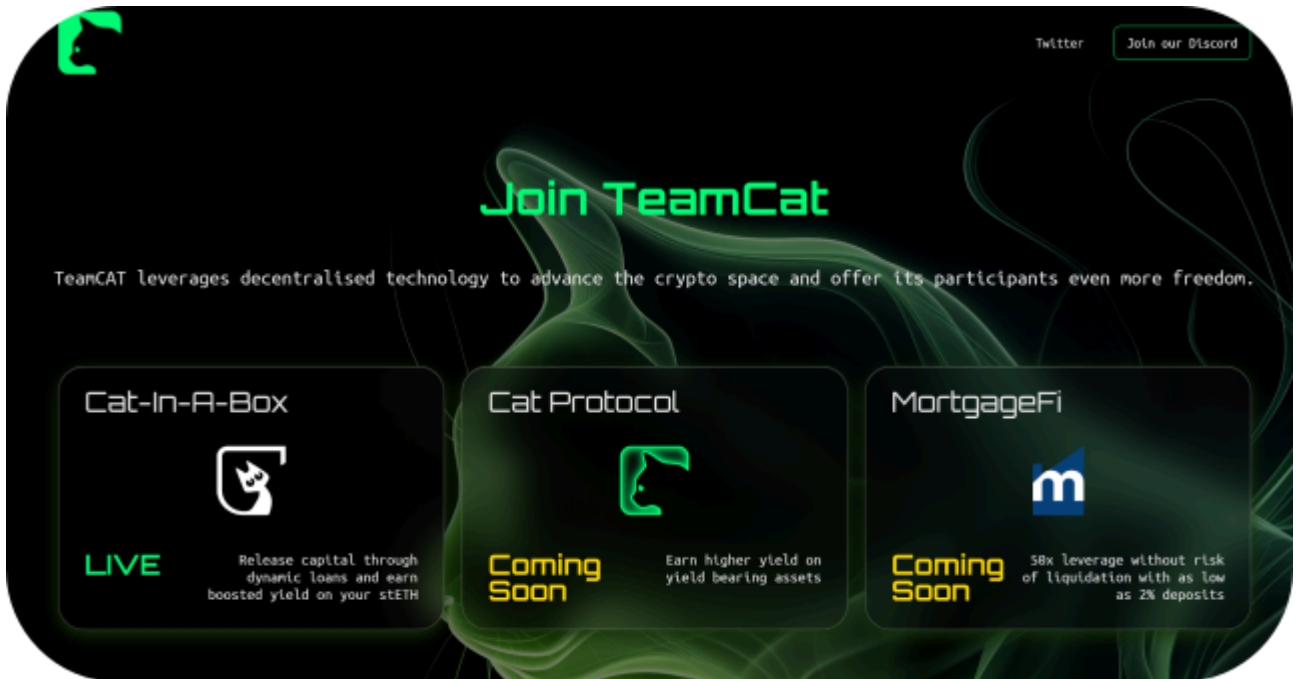 Twitter
Join our Discord
Join TeamCat
TeamCAT leverages decentralised technology to advance the crypto space and offer its participants even more freedom.
Cat-In-A-Box
LIVE
Release capital through
dynamic loans and earn
boosted yield on your stETH
Cat Protocol
Coming
Soon
Earn higher yield on
yield bearing assets
MortgageFi
m
Coming
Soon
50x leverage without risk
of liquidation with as low
as 2% deposits